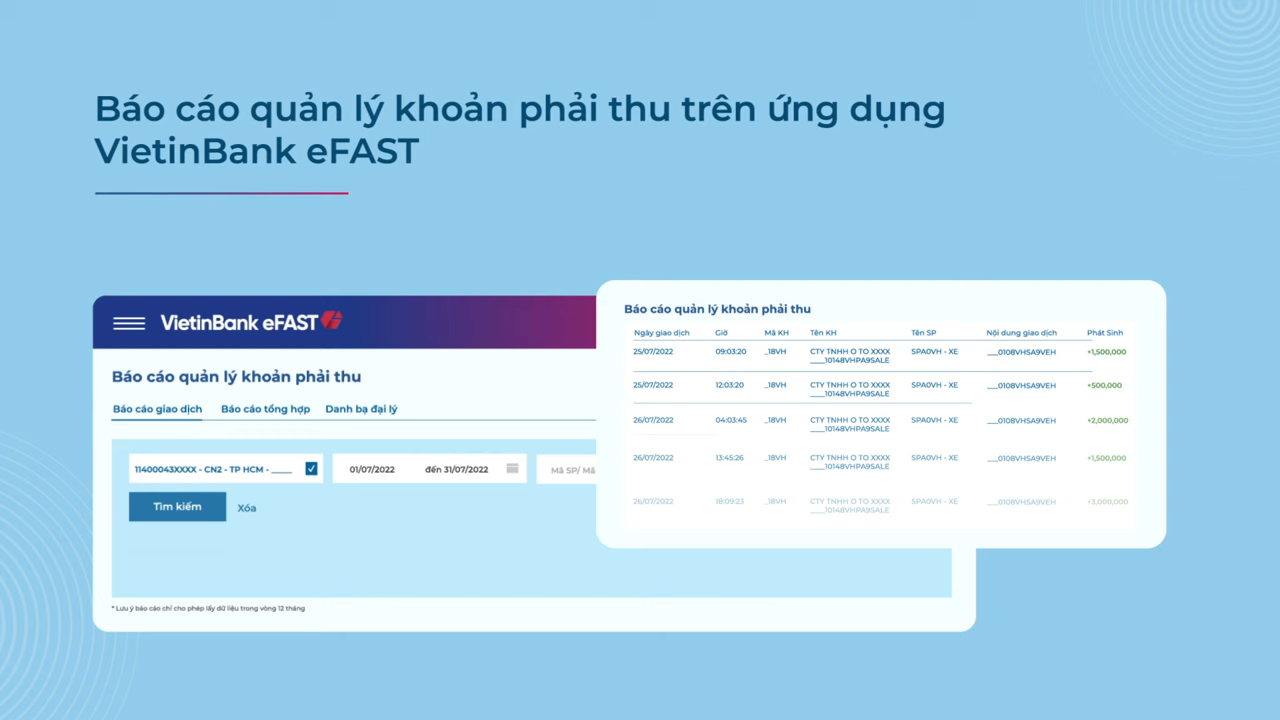 Báo cáo quản lý khoản phải thu trên ứng dụng
VietinBank eFAST
VietinBank eFAST
Báo cáo quản lý khoản phải thu
Báo cáo giao dịch Báo cáo tổng hợp Danh bạ đại lý
11400043XXXX - CN2 - TP HCM - _____ 01/07/2022 đến 31/07/2022 Mã SP/ Mã
Tìm kiếm Xóa
* Lưu ý báo cáo chỉ cho phép lấy dữ liệu trong vòng 12 tháng
Báo cáo quản lý khoản phải thu
Ngày giao dịch Giờ Mã KH Tên KH Tên SP Nội dung giao dịch Phát Sinh
25/07/2022 09:03:20 _18VH CTY TNHH O TO XXXX SPA0VH - XE ___0108VHSA9VEH +1,500,000
____10148VHPA9SALE
25/07/2022 12:03:20 _18VH CTY TNHH O TO XXXX SPA0VH - XE ___0108VHSA9VEH +500,000
____10148VHPA9SALE
26/07/2022 04:03:45 _18VH CTY TNHH O TO XXXX SPA0VH - XE ___0108VHSA9VEH +2,000,000
____10148VHPA9SALE
26/07/2022 13:45:26 _18VH CTY TNHH O TO XXXX SPA0VH - XE ___0108VHSA9VEH +1,500,000
____10148VHPA9SALE
26/07/2022 18:09:23 _18VH CTY TNHH O TO XXXX SPA0VH - XE ___0108VHSA9VEH +3,000,000
____10148VHPA9SALE